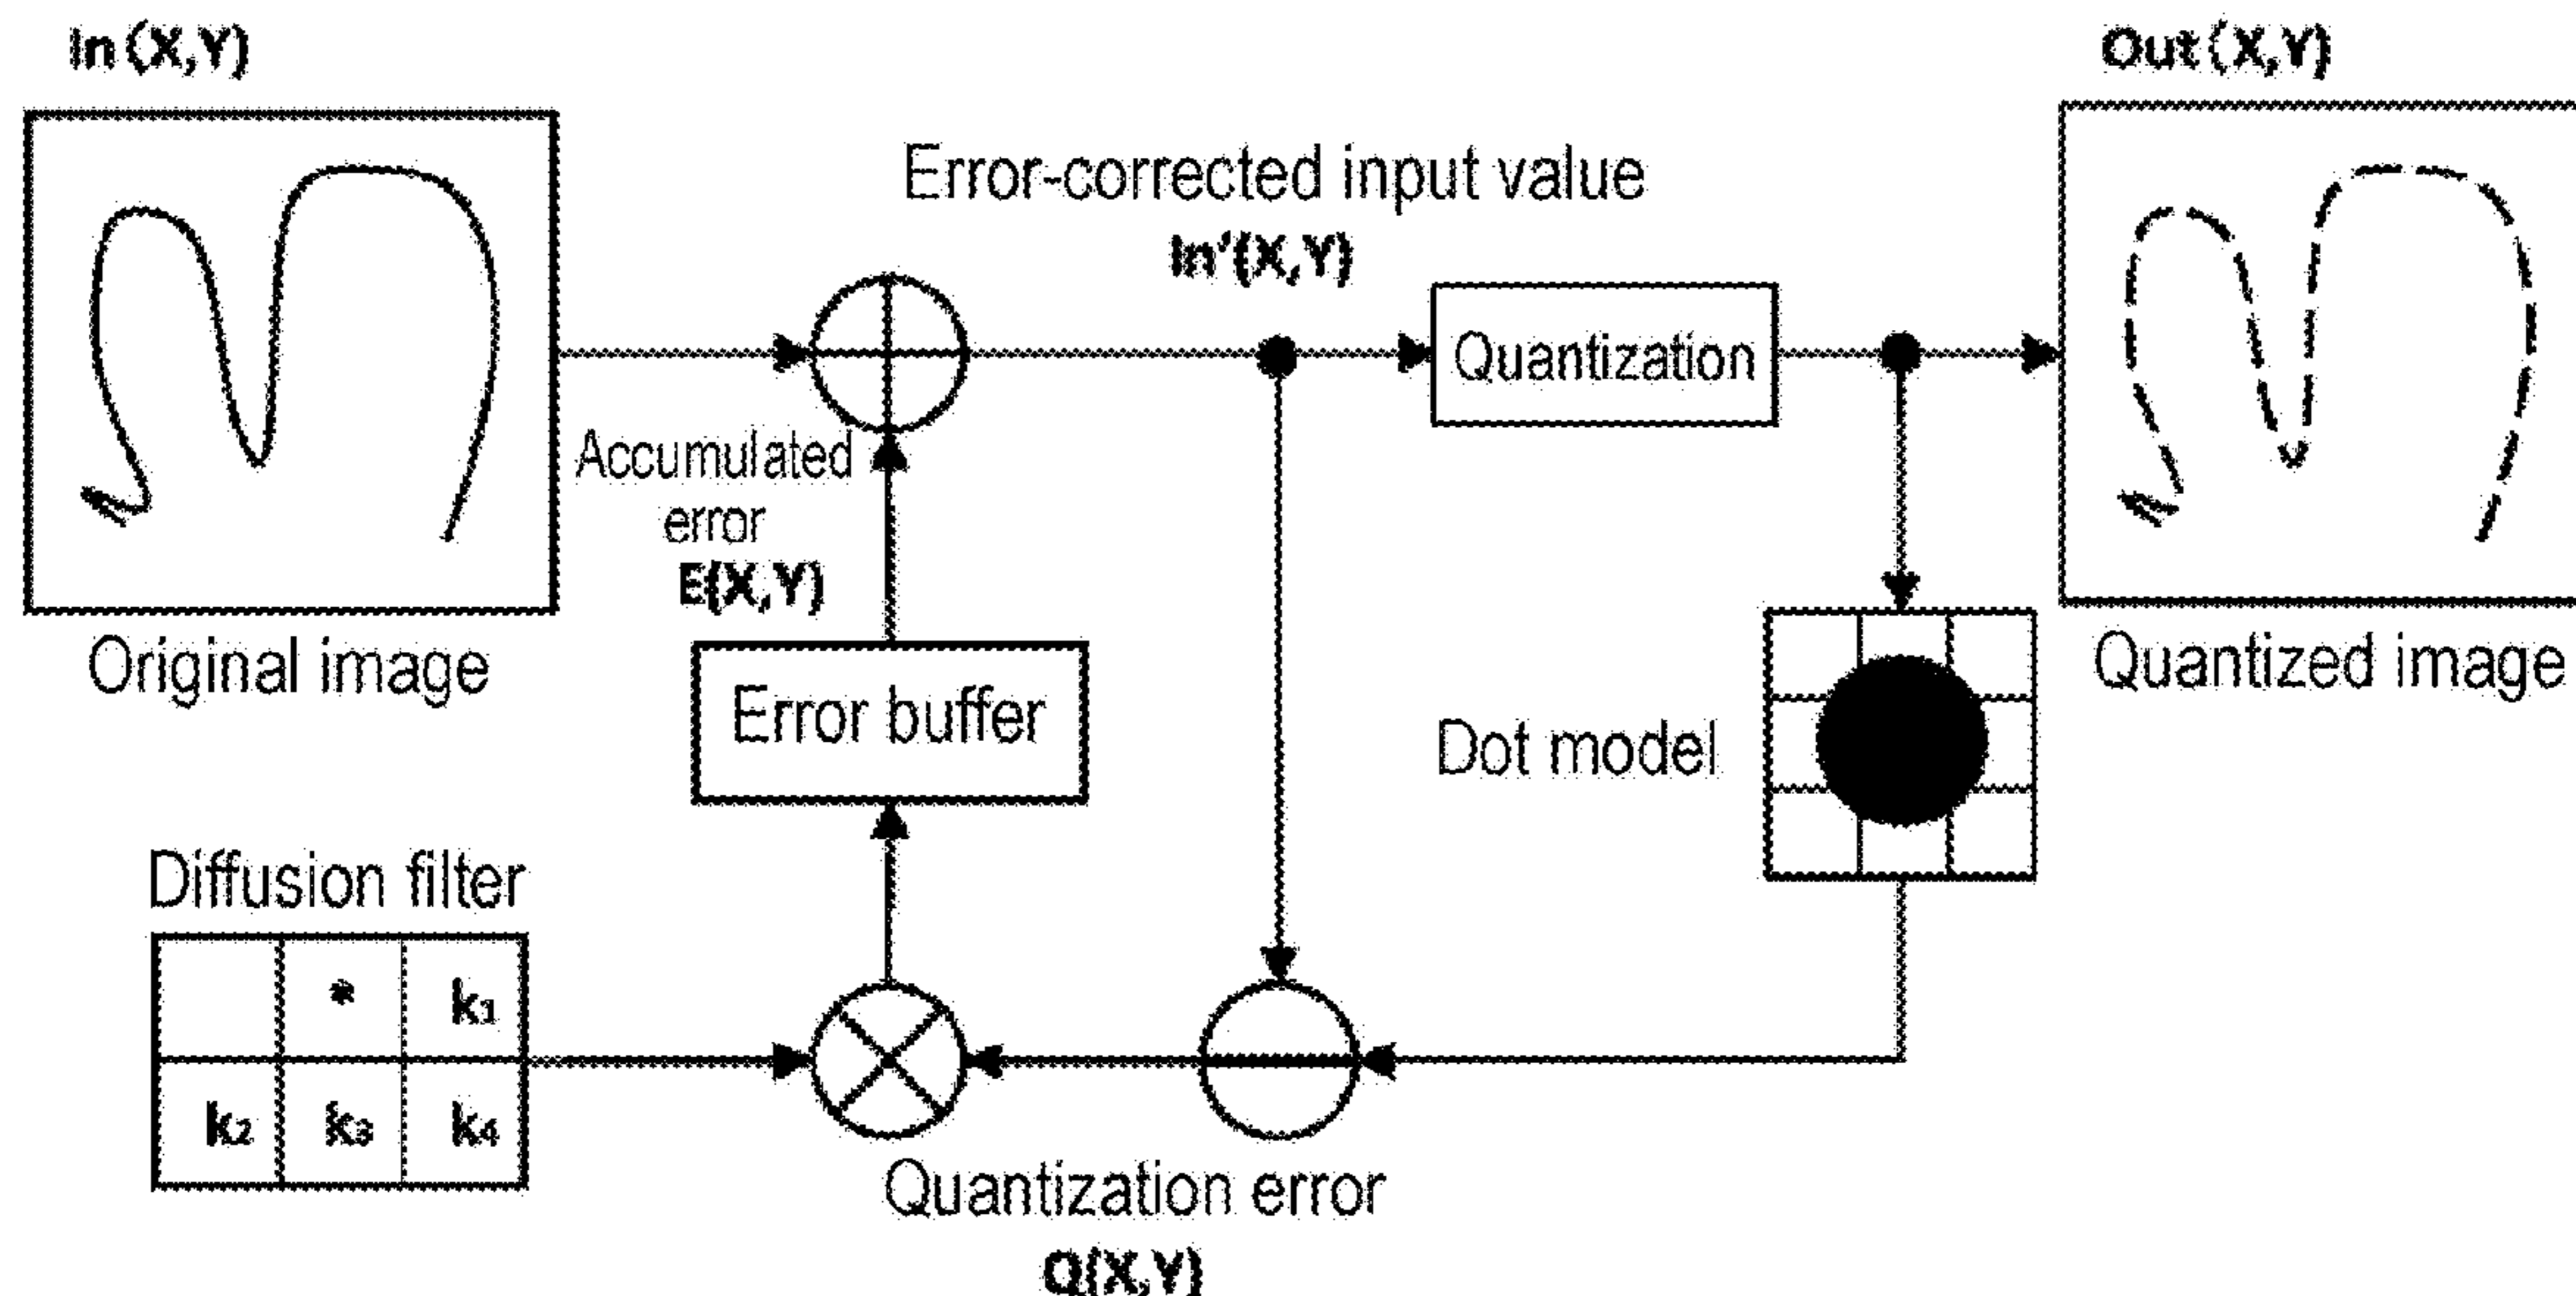 In(X,Y)
Out(X,Y)
Error-corrected input value
In'(X,Y)
Quantization
Accumulated
error
E(X,Y)
Original image
Quantized image
Error buffer
Dot model
Diffusion filter
* k1
k2 k3 k4
Quantization error
Q(X,Y)